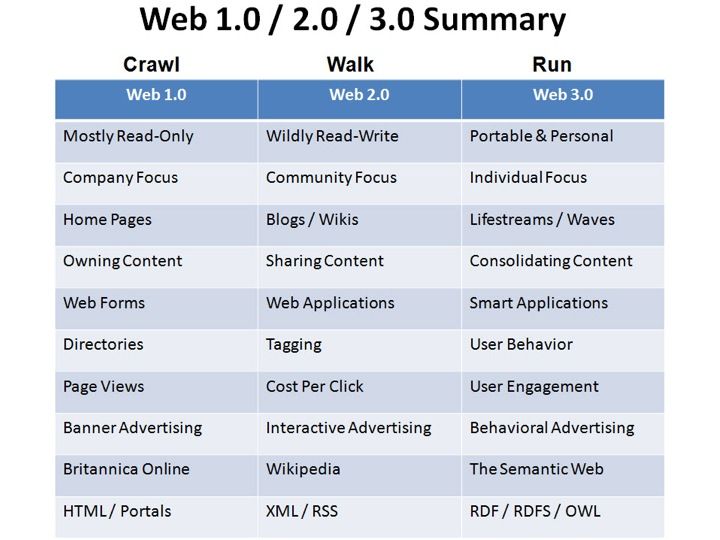 Web 1.0 / 2.0 / 3.0 Summary
Crawl Walk Run
Web 1.0 Web 2.0 Web 3.0
Mostly Read-Only Wildly Read-Write Portable & Personal
Company Focus Community Focus Individual Focus
Home Pages Blogs / Wikis Lifestreams / Waves
Owning Content Sharing Content Consolidating Content
Web Forms Web Applications Smart Applications
Directories Tagging User Behavior
Page Views Cost Per Click User Engagement
Banner Advertising Interactive Advertising Behavioral Advertising
Britannica Online Wikipedia The Semantic Web
HTML / Portals XML / RSS RDF / RDFS / OWL